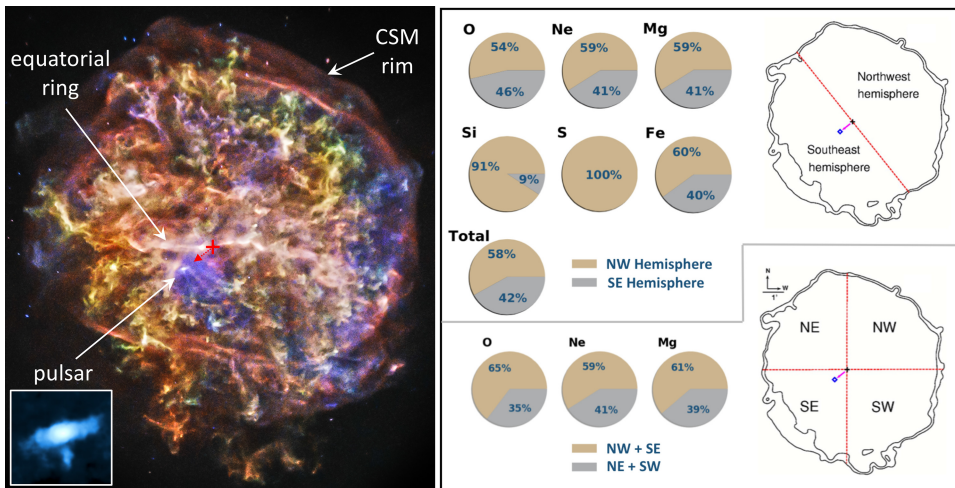 equatorial
ring
CSM
rim
pulsar
O
Ne
Mg
54%
46%
59%
41%
59%
41%
Si
S
Fe
91%
9%
100%
60%
40%
Total
58%
42%
NW Hemisphere
SE Hemisphere
Northwest
hemisphere
Southeast
hemisphere
O
Ne
Mg
65%
35%
59%
41%
61%
39%
NW + SE
NE + SW
N
W
1'
NE
NW
SE
SW